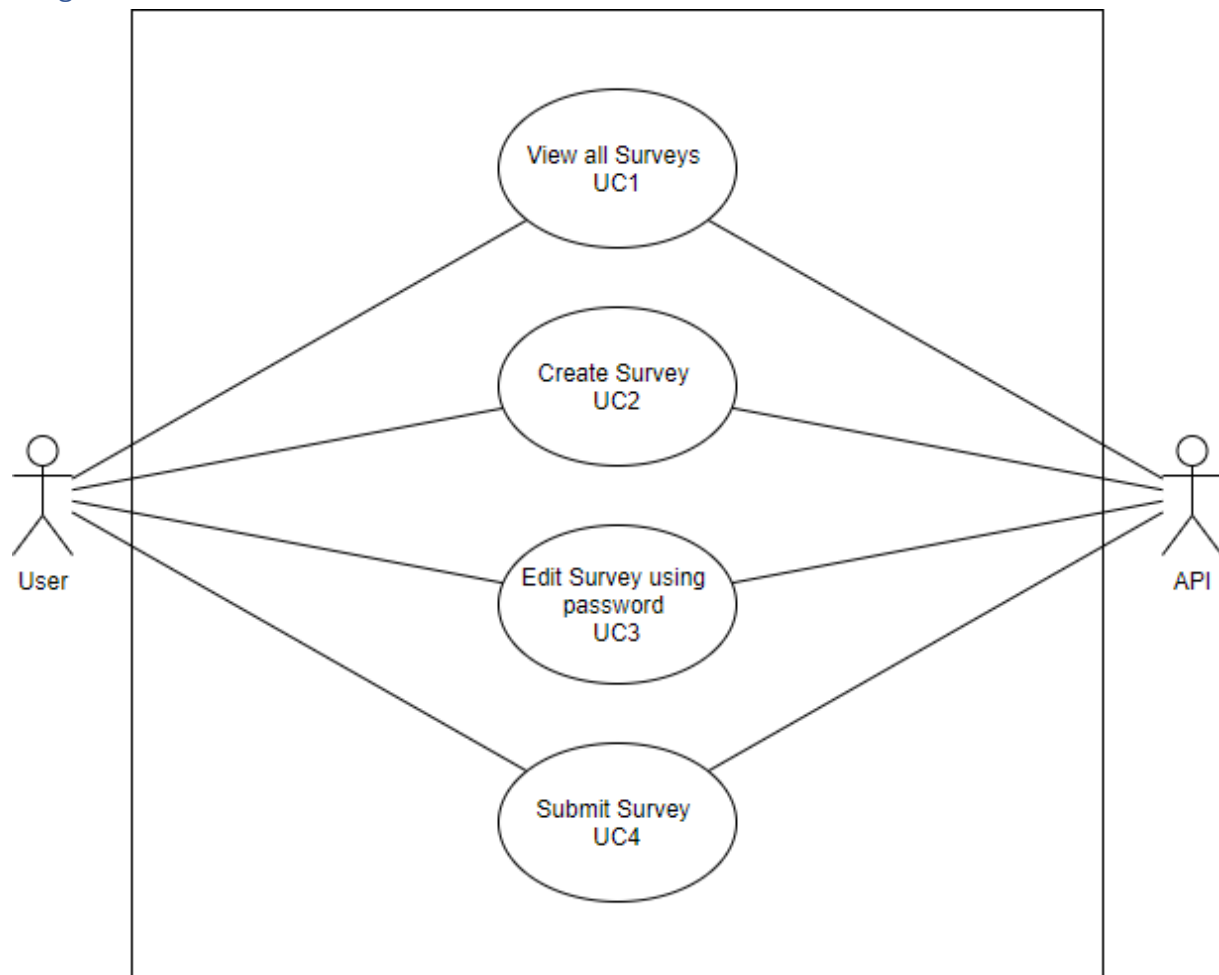 View all Surveys
UC1
Create Survey
UC2
User
API
Edit Survey using
password
UC3
Submit Survey
UC4